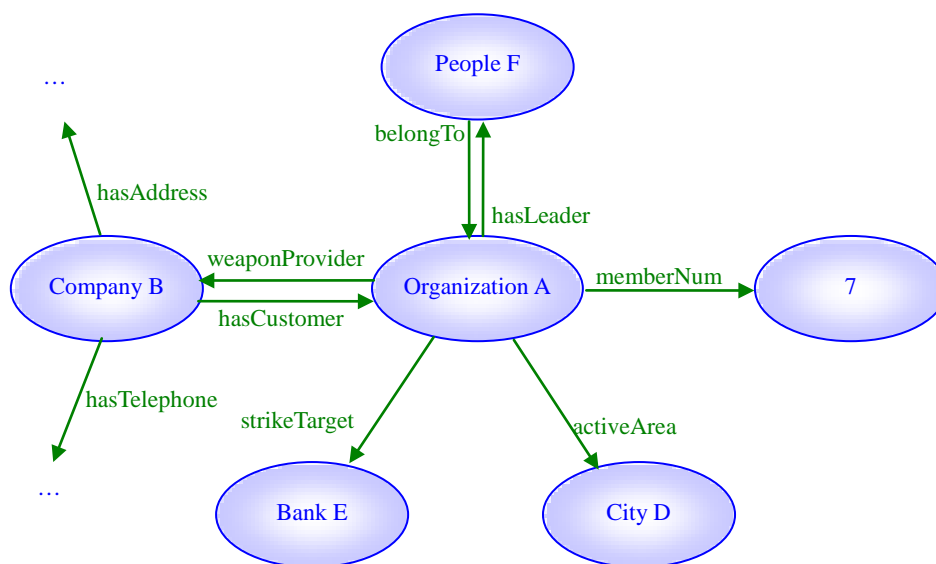 People F
…
belongTo
hasAddress
hasLeader
weaponProvider
memberNum
Company B
Organization A
7
hasCustomer
hasTelephone
strikeTarget
activeArea
…
Bank E
City D